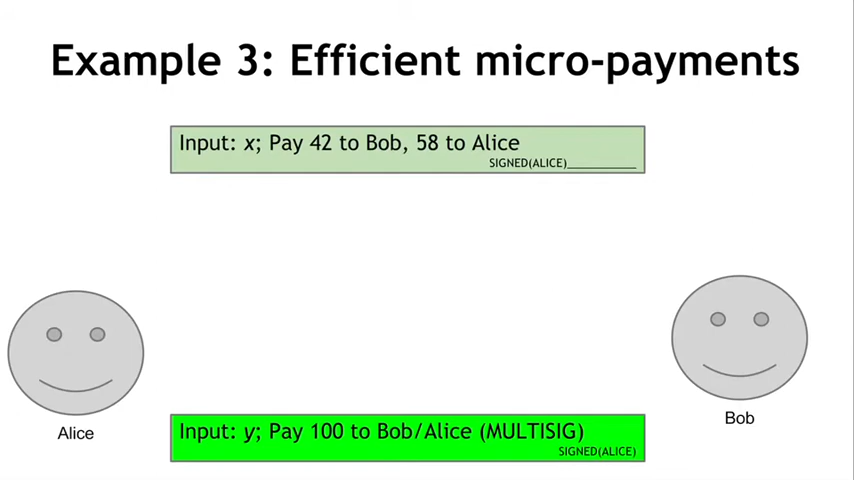 Example 3: Efficient micro-payments
Input: x; Pay 42 to Bob, 58 to Alice
SIGNED(ALICE)___________
Alice
Bob
Input: y; Pay 100 to Bob/Alice (MULTISIG)
SIGNED(ALICE)